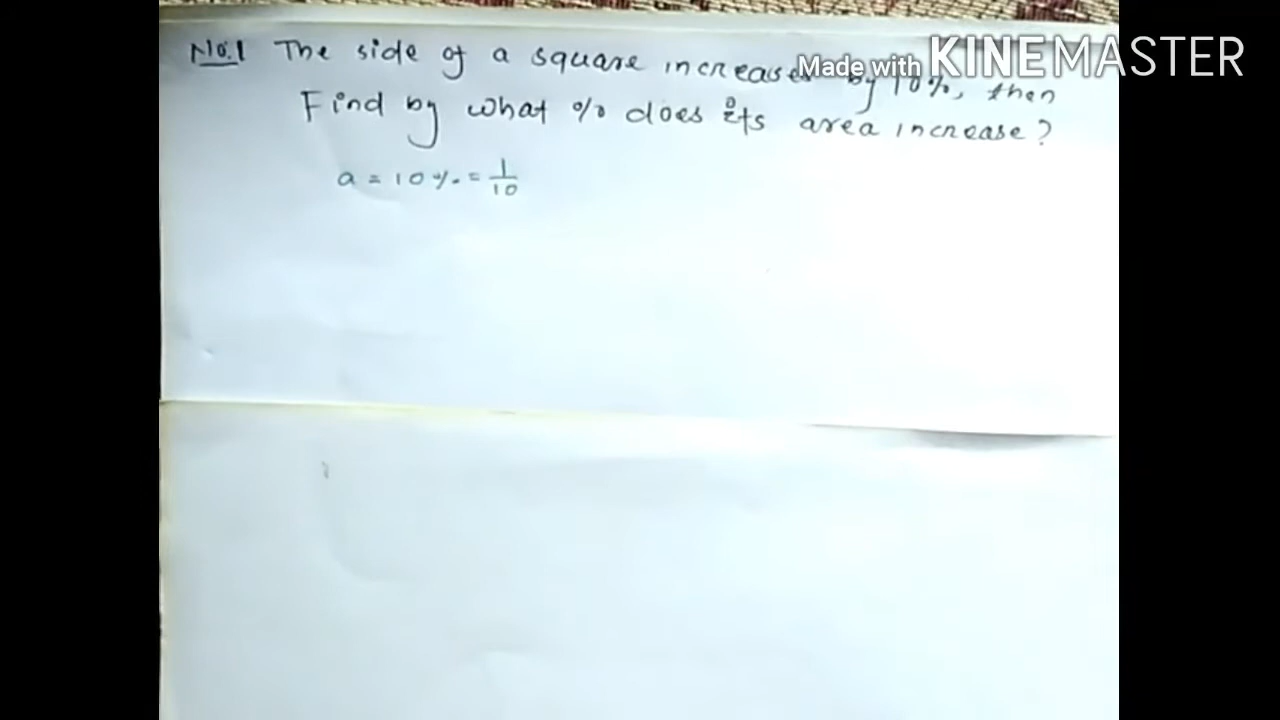 No.1 The side of a square increases by 10%, then
Find by what % does its area increase?
a = 10% = 1/10
Made with KINEMASTER